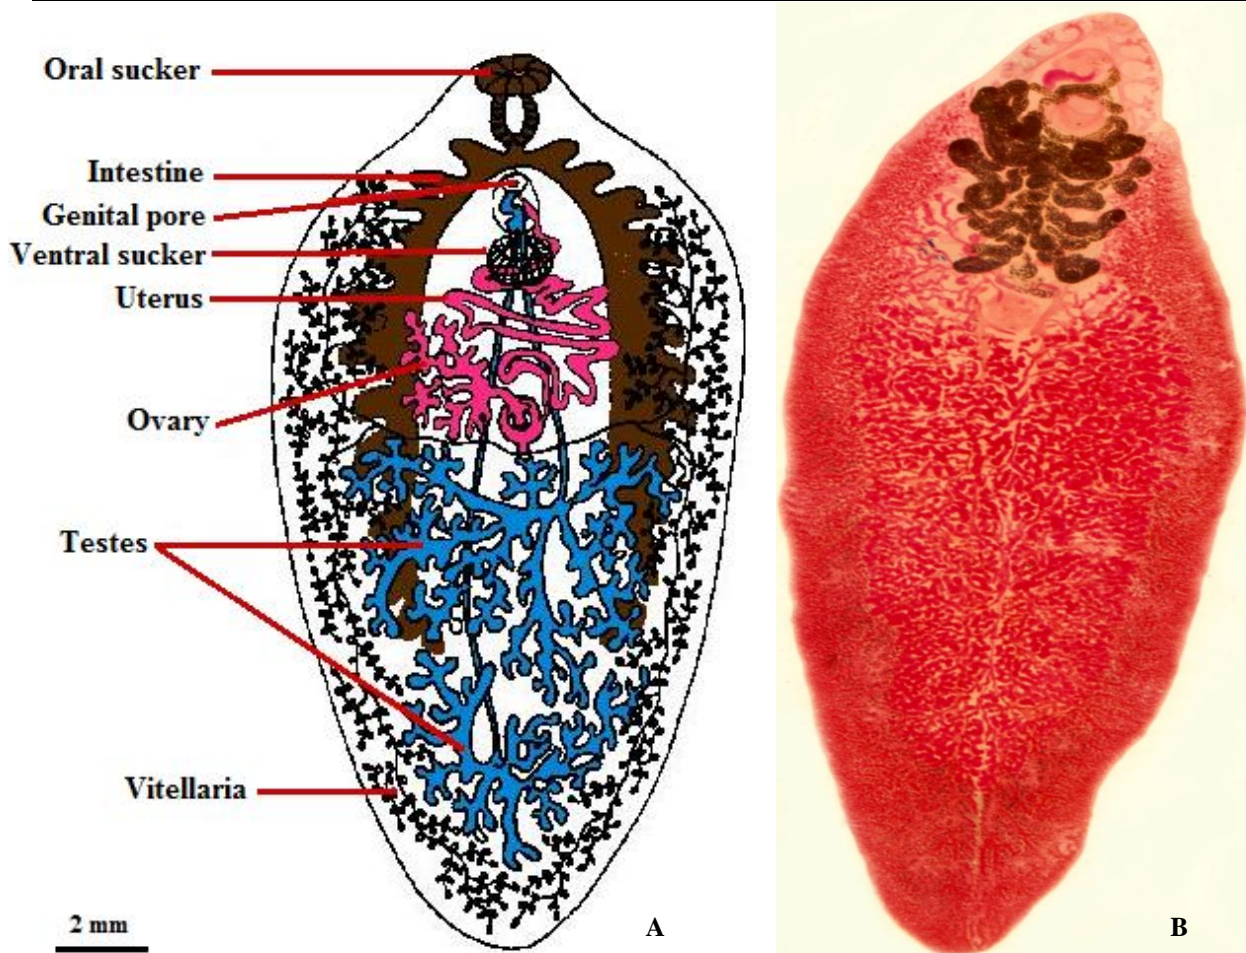 Oral sucker
Intestine
Genital pore
Ventral sucker
Uterus
Ovary
Testes
Vitellaria
2 mm
A
B